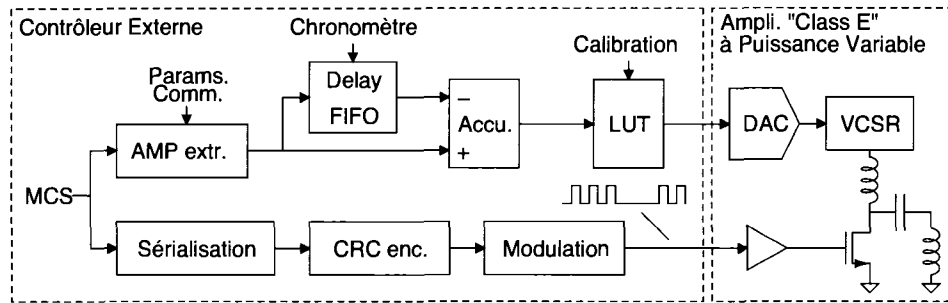 Contrôleur Externe
Chronomètre
Ampli. "Class E"
à Puissance Variable
Calibration
Params.
Comm.
Delay
FIFO
AMP extr.
−
+
Accu.
LUT
DAC
VCSR
MCS
Sérialisation
CRC enc.
Modulation